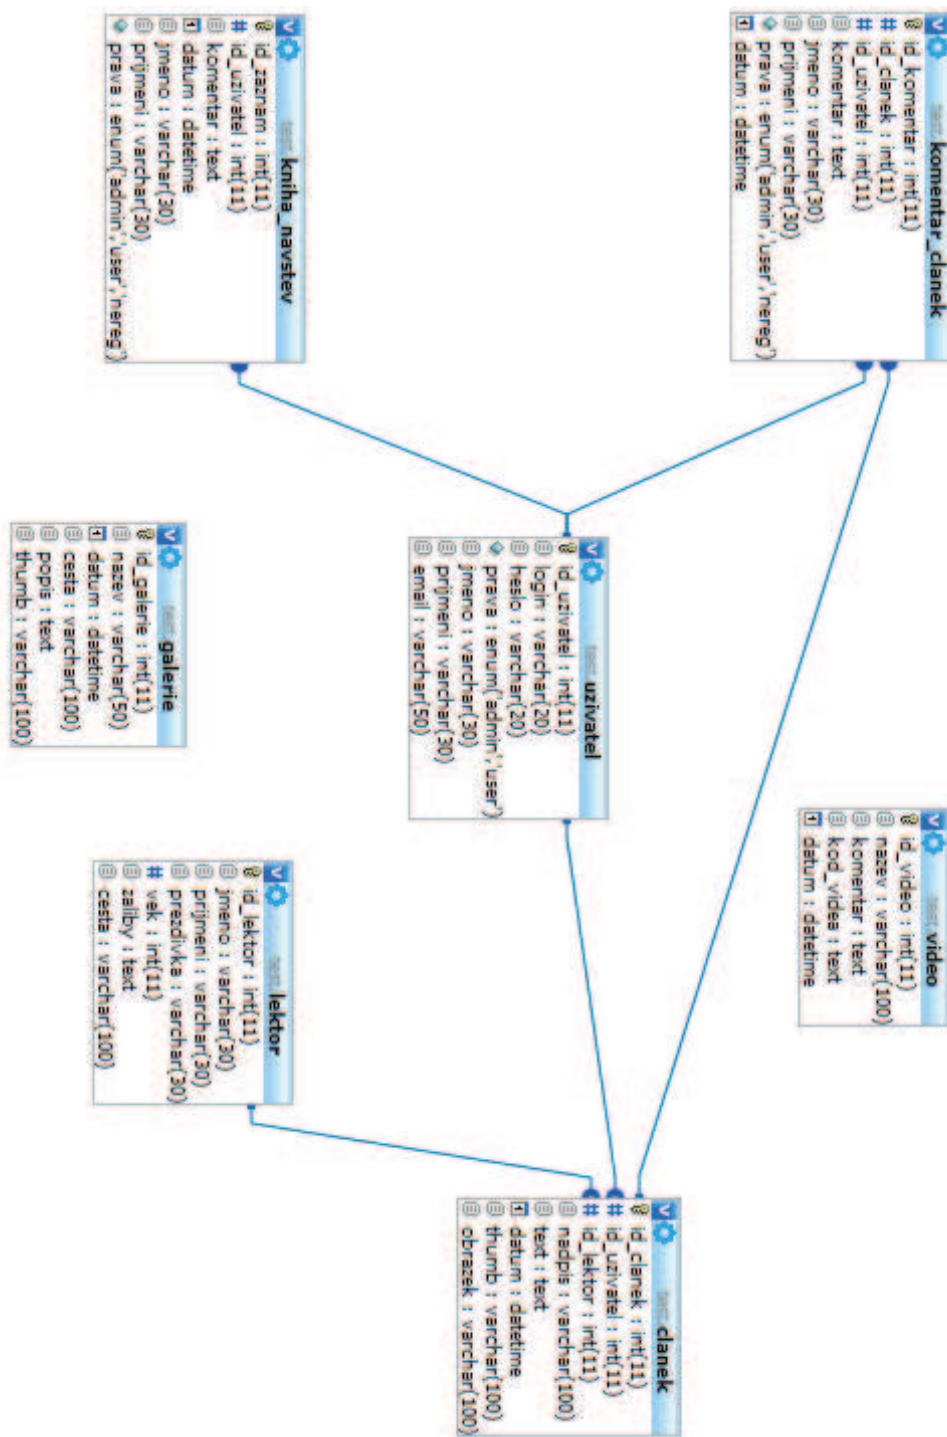 test komentar_clanek
id_komentar : int(11)
id_clanek : int(11)
id_uzivatel : int(11)
komentar : text
jmeno : varchar(30)
prijmeni : varchar(30)
prava : enum('admin','user','nereg')
datum : datetime
test video
id_video : int(11)
nazev : varchar(100)
komentar : text
kod_videa : text
datum : datetime
test clanek
id_clanek : int(11)
id_uzivatel : int(11)
id_lektor : int(11)
nadpis : varchar(100)
text : text
datum : datetime
thumb : varchar(100)
obrazek : varchar(100)
test uzivatel
id_uzivatel : int(11)
login : varchar(20)
heslo : varchar(20)
prava : enum('admin','user')
jmeno : varchar(30)
prijmeni : varchar(30)
email : varchar(50)
test kniha_navstev
id_zaznam : int(11)
id_uzivatel : int(11)
komentar : text
datum : datetime
jmeno : varchar(30)
prijmeni : varchar(30)
prava : enum('admin','user','nereg')
test lektor
id_lektor : int(11)
jmeno : varchar(30)
prijmeni : varchar(30)
prezdivka : varchar(30)
vek : int(11)
zaliby : text
cesta : varchar(100)
test galerie
id_galerie : int(11)
nazev : varchar(50)
datum : datetime
cesta : varchar(100)
popis : text
thumb : varchar(100)